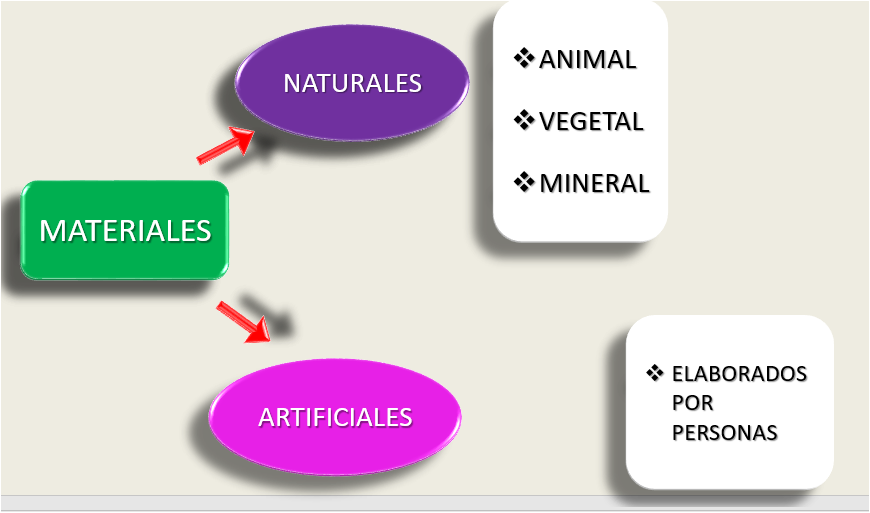 NATURALES
❖ ANIMAL
❖ VEGETAL
❖ MINERAL
MATERIALES
ARTIFICIALES
❖ ELABORADOS
POR
PERSONAS